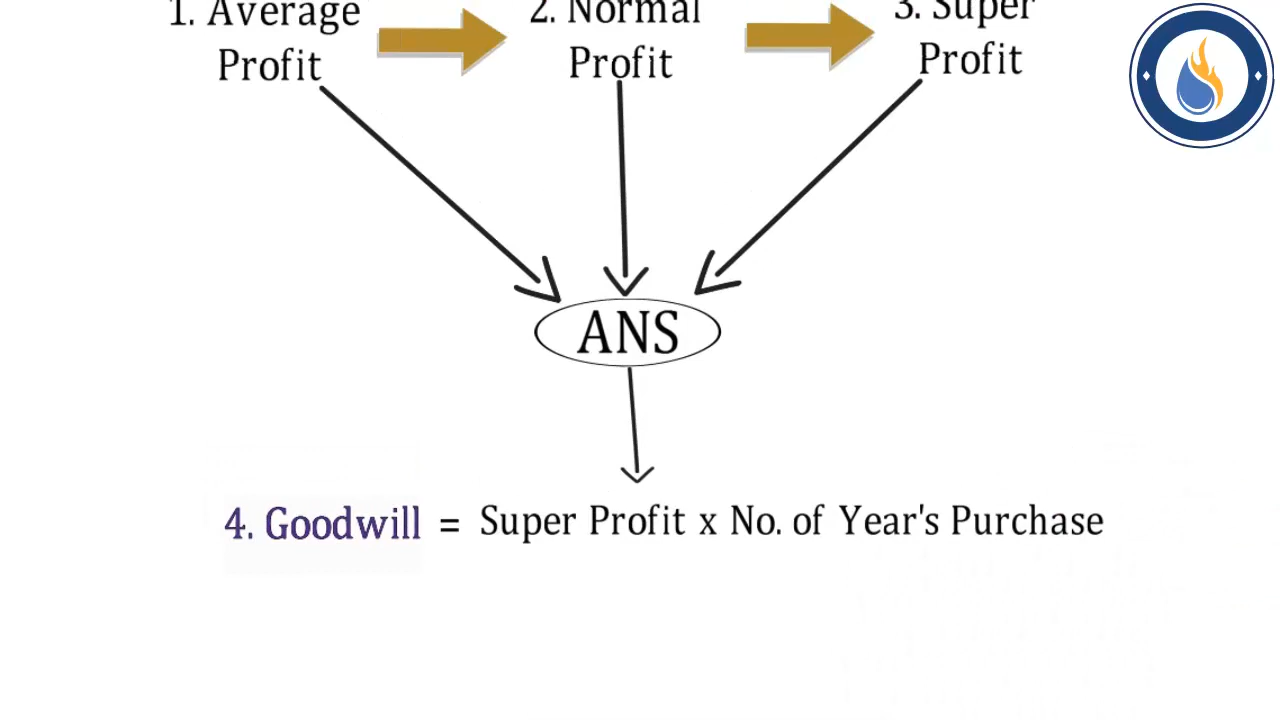 1. Average
Profit
2. Normal
Profit
3. Super
Profit
ANS
4. Goodwill = Super Profit x No. of Year's Purchase